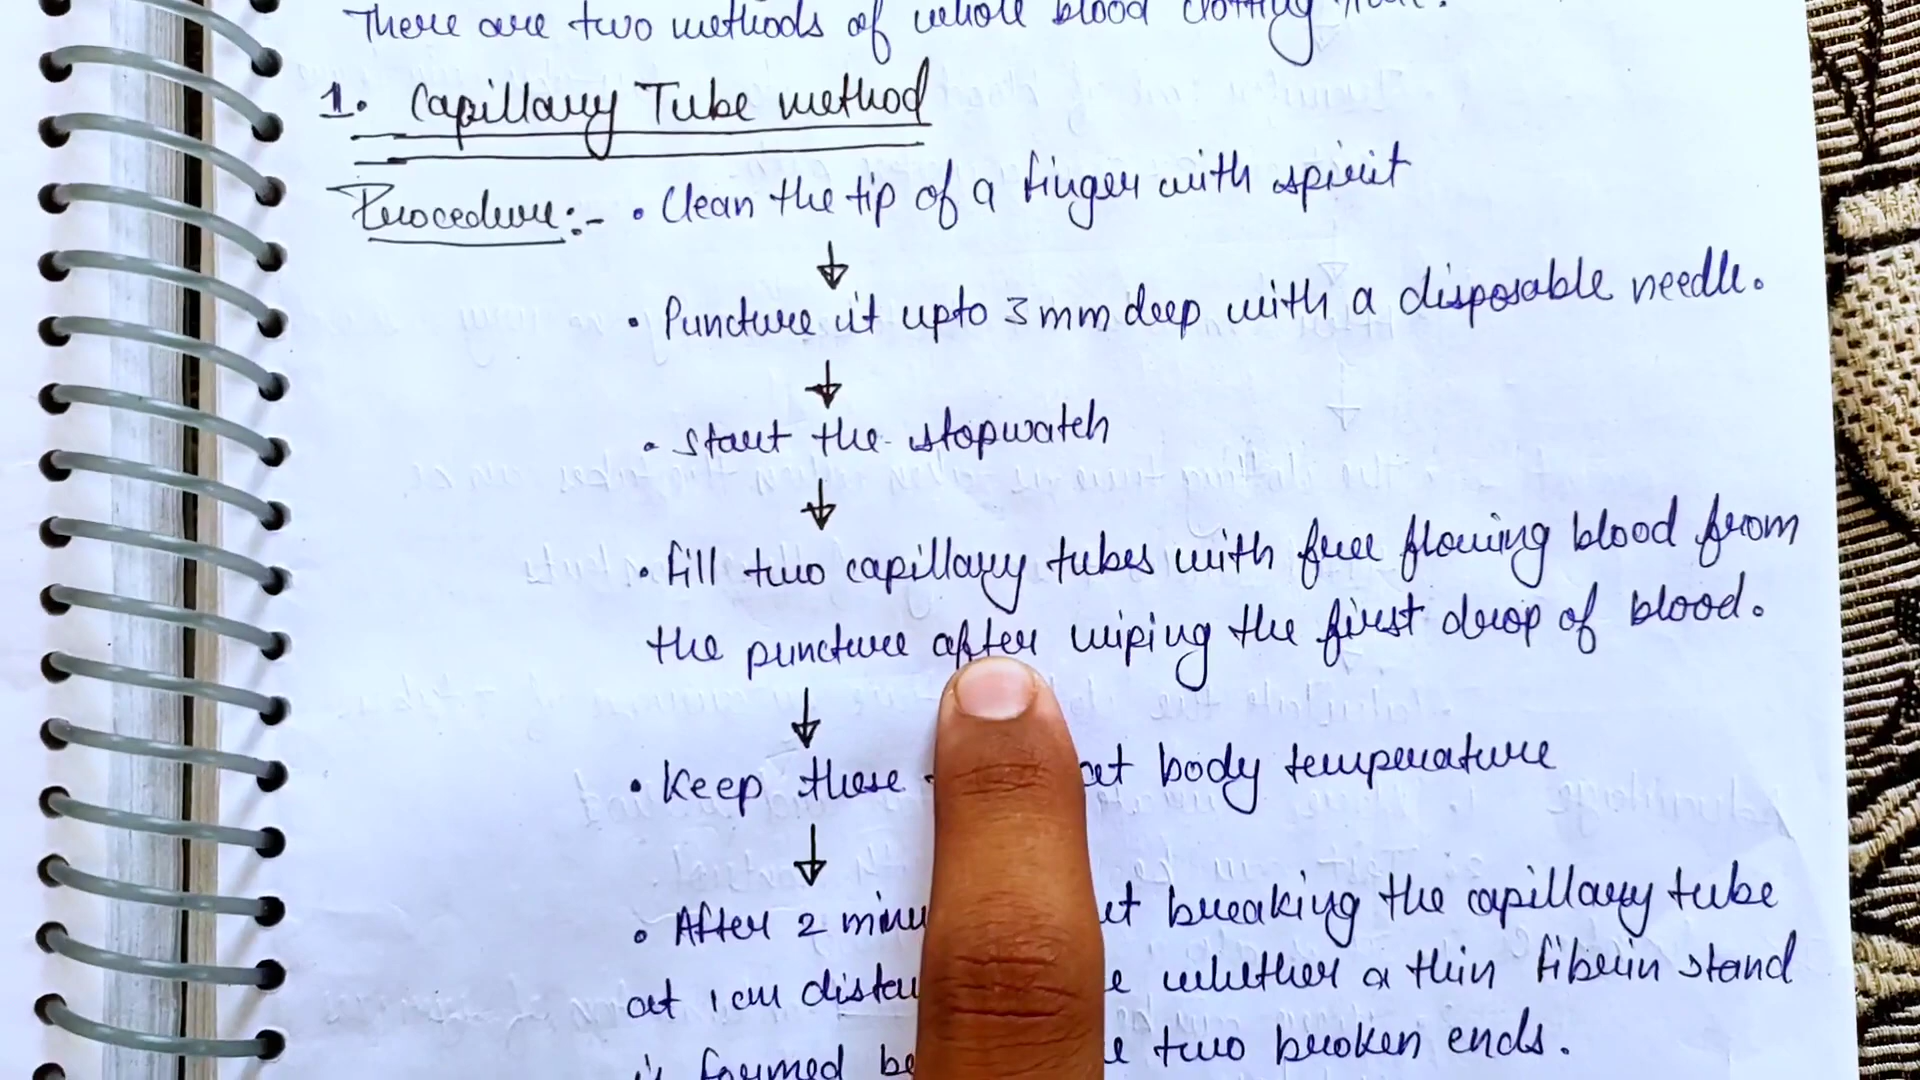 There are two methods of whole blood clotting
1. Capillary Tube method
Procedure:- • Clean the tip of a finger with spirit
• Puncture it upto 3mm deep with a disposable needle.
• Start the stopwatch
• fill two capillary tubes with free flowing blood from
the puncture after wiping the first drop of blood.
• Keep these at body temperature
• After 2 breaking the capillary tube
at 1 cm whether a thin fibrin stand
is formed two broken ends.